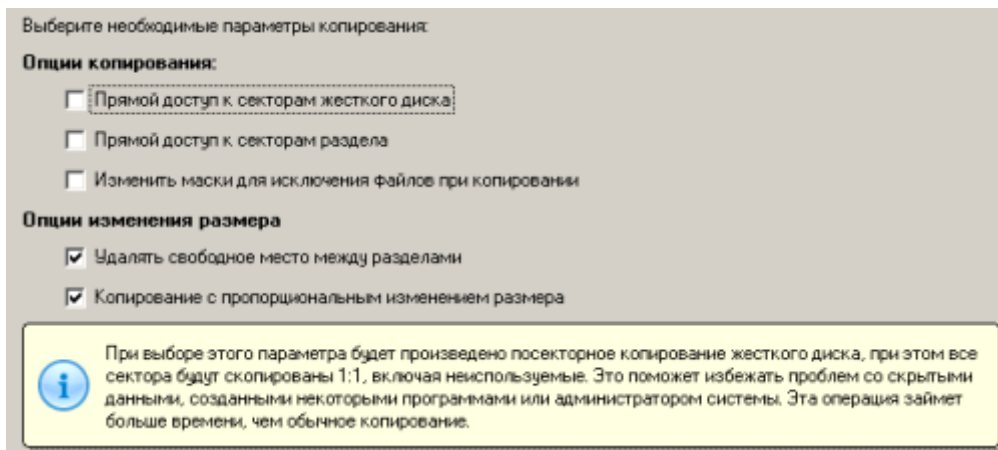 Выберите необходимые параметры копирования:
Опции копирования:
Прямой доступ к секторам жесткого диска
Прямой доступ к секторам раздела
Изменить маски для исключения файлов при копировании
Опции изменения размера
Удалять свободное место между разделами
Копирование с пропорциональным изменением размера
При выборе этого параметра будет произведено посекторное копирование жесткого диска, при этом все
сектора будут скопированы 1:1, включая неиспользуемые. Это поможет избежать проблем со скрытыми
данными, созданными некоторыми программами или администратором системы. Эта операция займет
больше времени, чем обычное копирование.